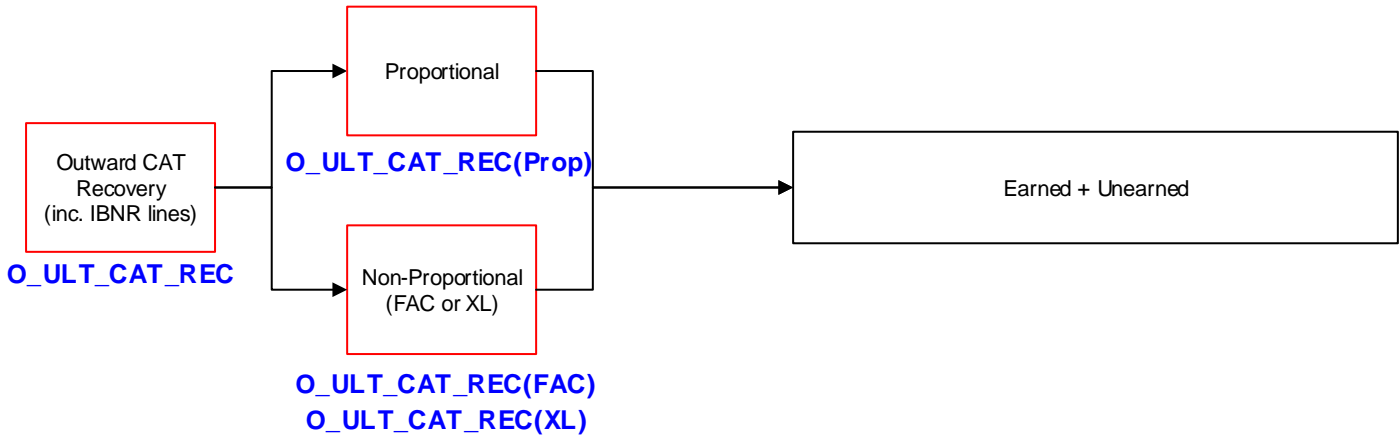 Proportional
O_ULT_CAT_REC(Prop)
Outward CAT
Recovery
(inc. IBNR lines)
O_ULT_CAT_REC
Earned + Unearned
Non-Proportional
(FAC or XL)
O_ULT_CAT_REC(FAC)
O_ULT_CAT_REC(XL)